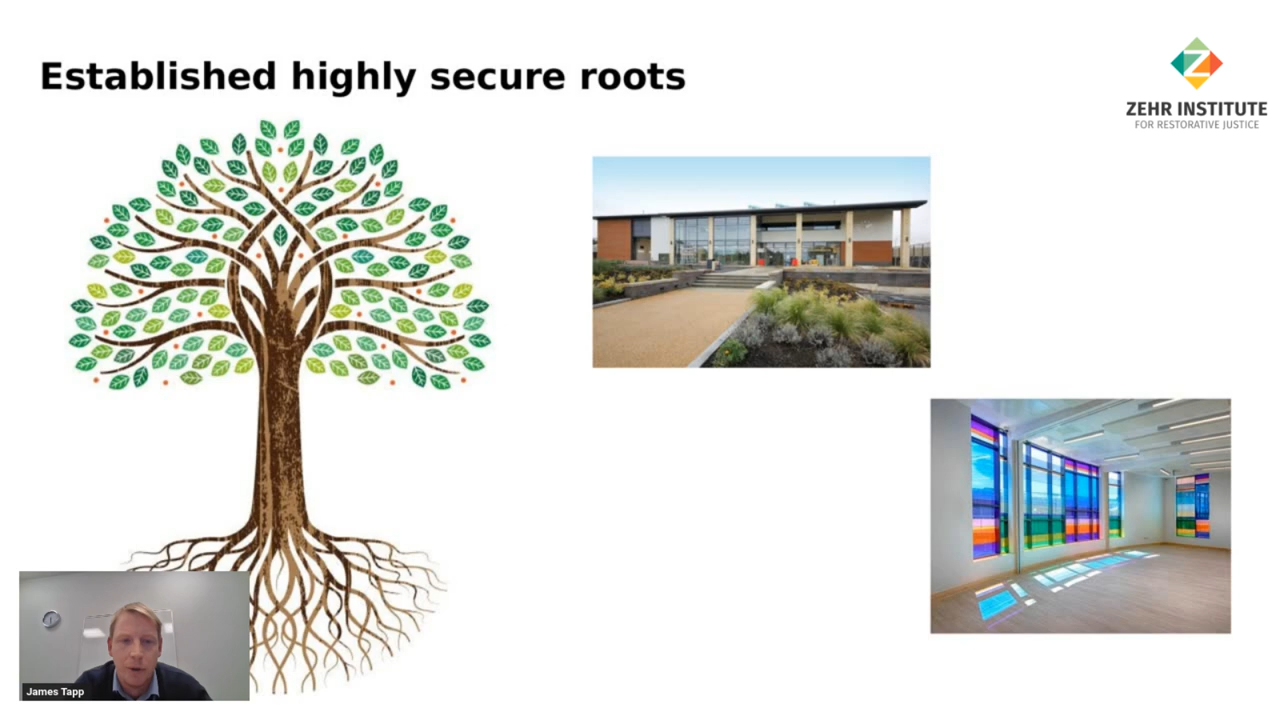 Established highly secure roots
Z
ZEHR INSTITUTE
FOR RESTORATIVE JUSTICE
James Tapp